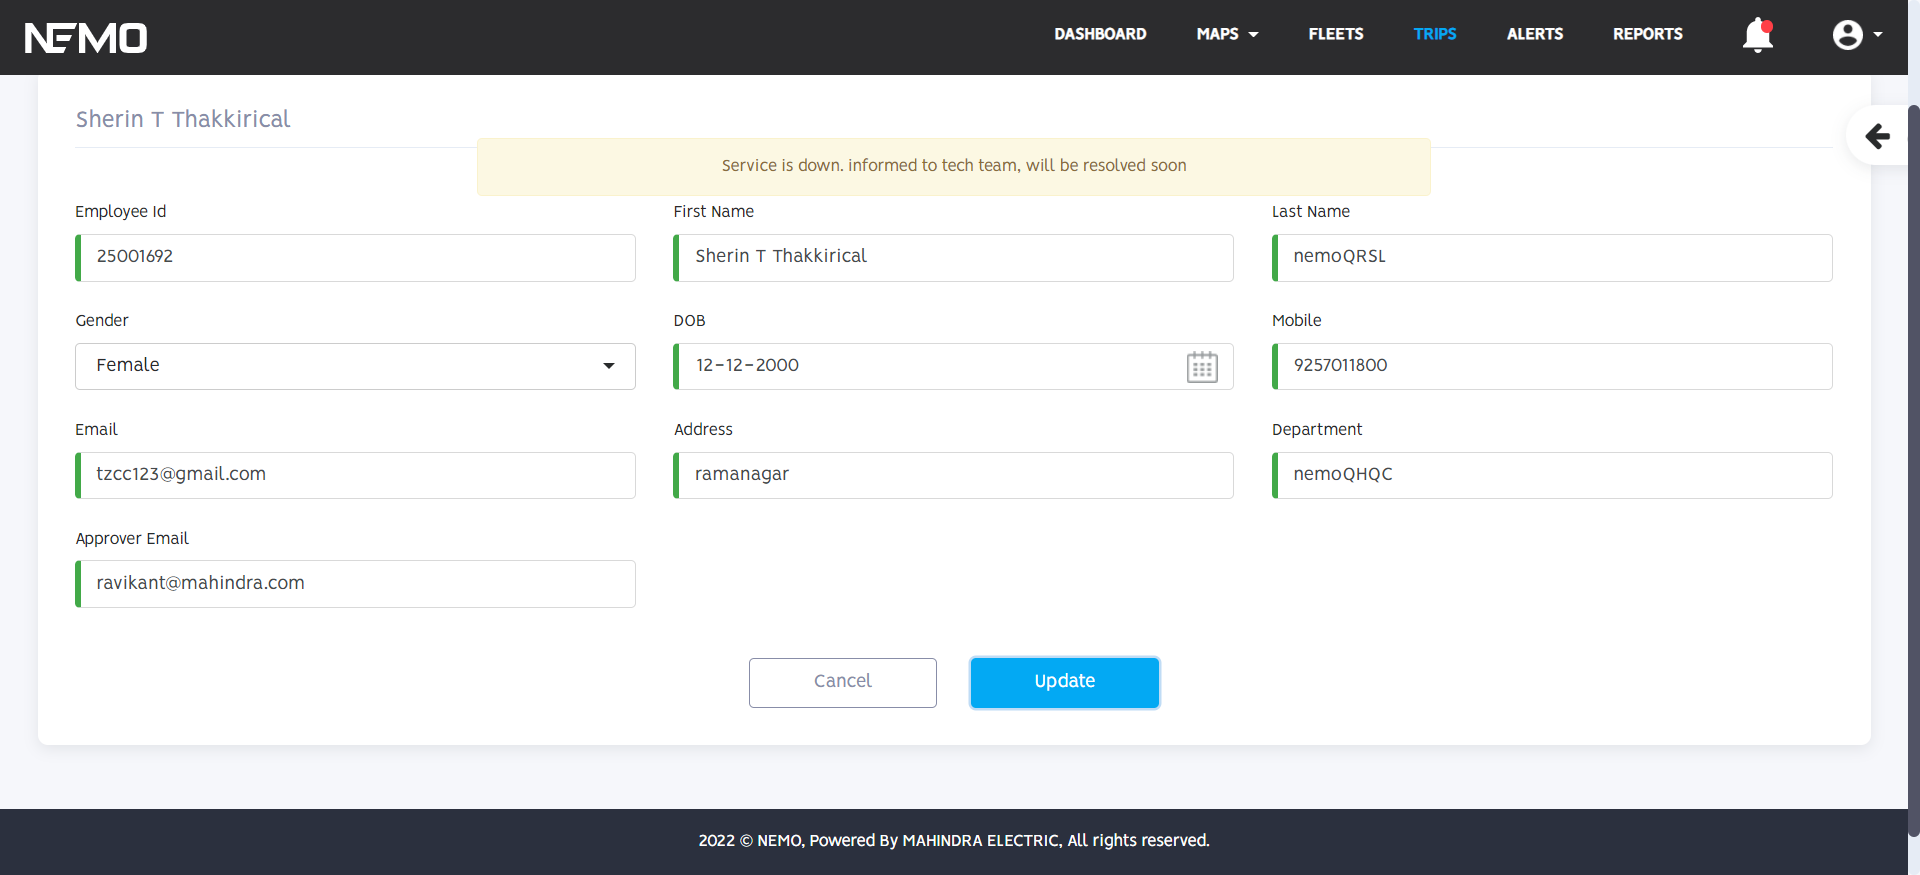 NEMO
DASHBOARD MAPS FLEETS TRIPS ALERTS REPORTS
Sherin T Thakkirical
Service is down. informed to tech team, will be resolved soon
Employee Id First Name Last Name
25001692 Sherin T Thakkirical nemoQRSL
Gender DOB Mobile
Female 12-12-2000 9257011800
Email Address Department
tzcc123@gmail.com ramanagar nemoQHQC
Approver Email
ravikant@mahindra.com
Cancel Update
2022 © NEMO, Powered By MAHINDRA ELECTRIC, All rights reserved.